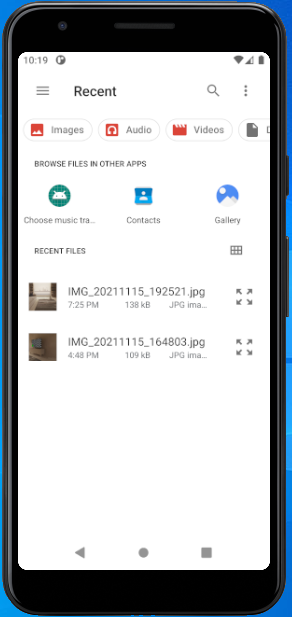 10:19
Recent
Images Audio Videos D
BROWSE FILES IN OTHER APPS
Choose music tra... Contacts Gallery
RECENT FILES
IMG_20211115_192521.jpg
7:25 PM 138 kB JPG ima...
IMG_20211115_164803.jpg
4:48 PM 109 kB JPG ima...